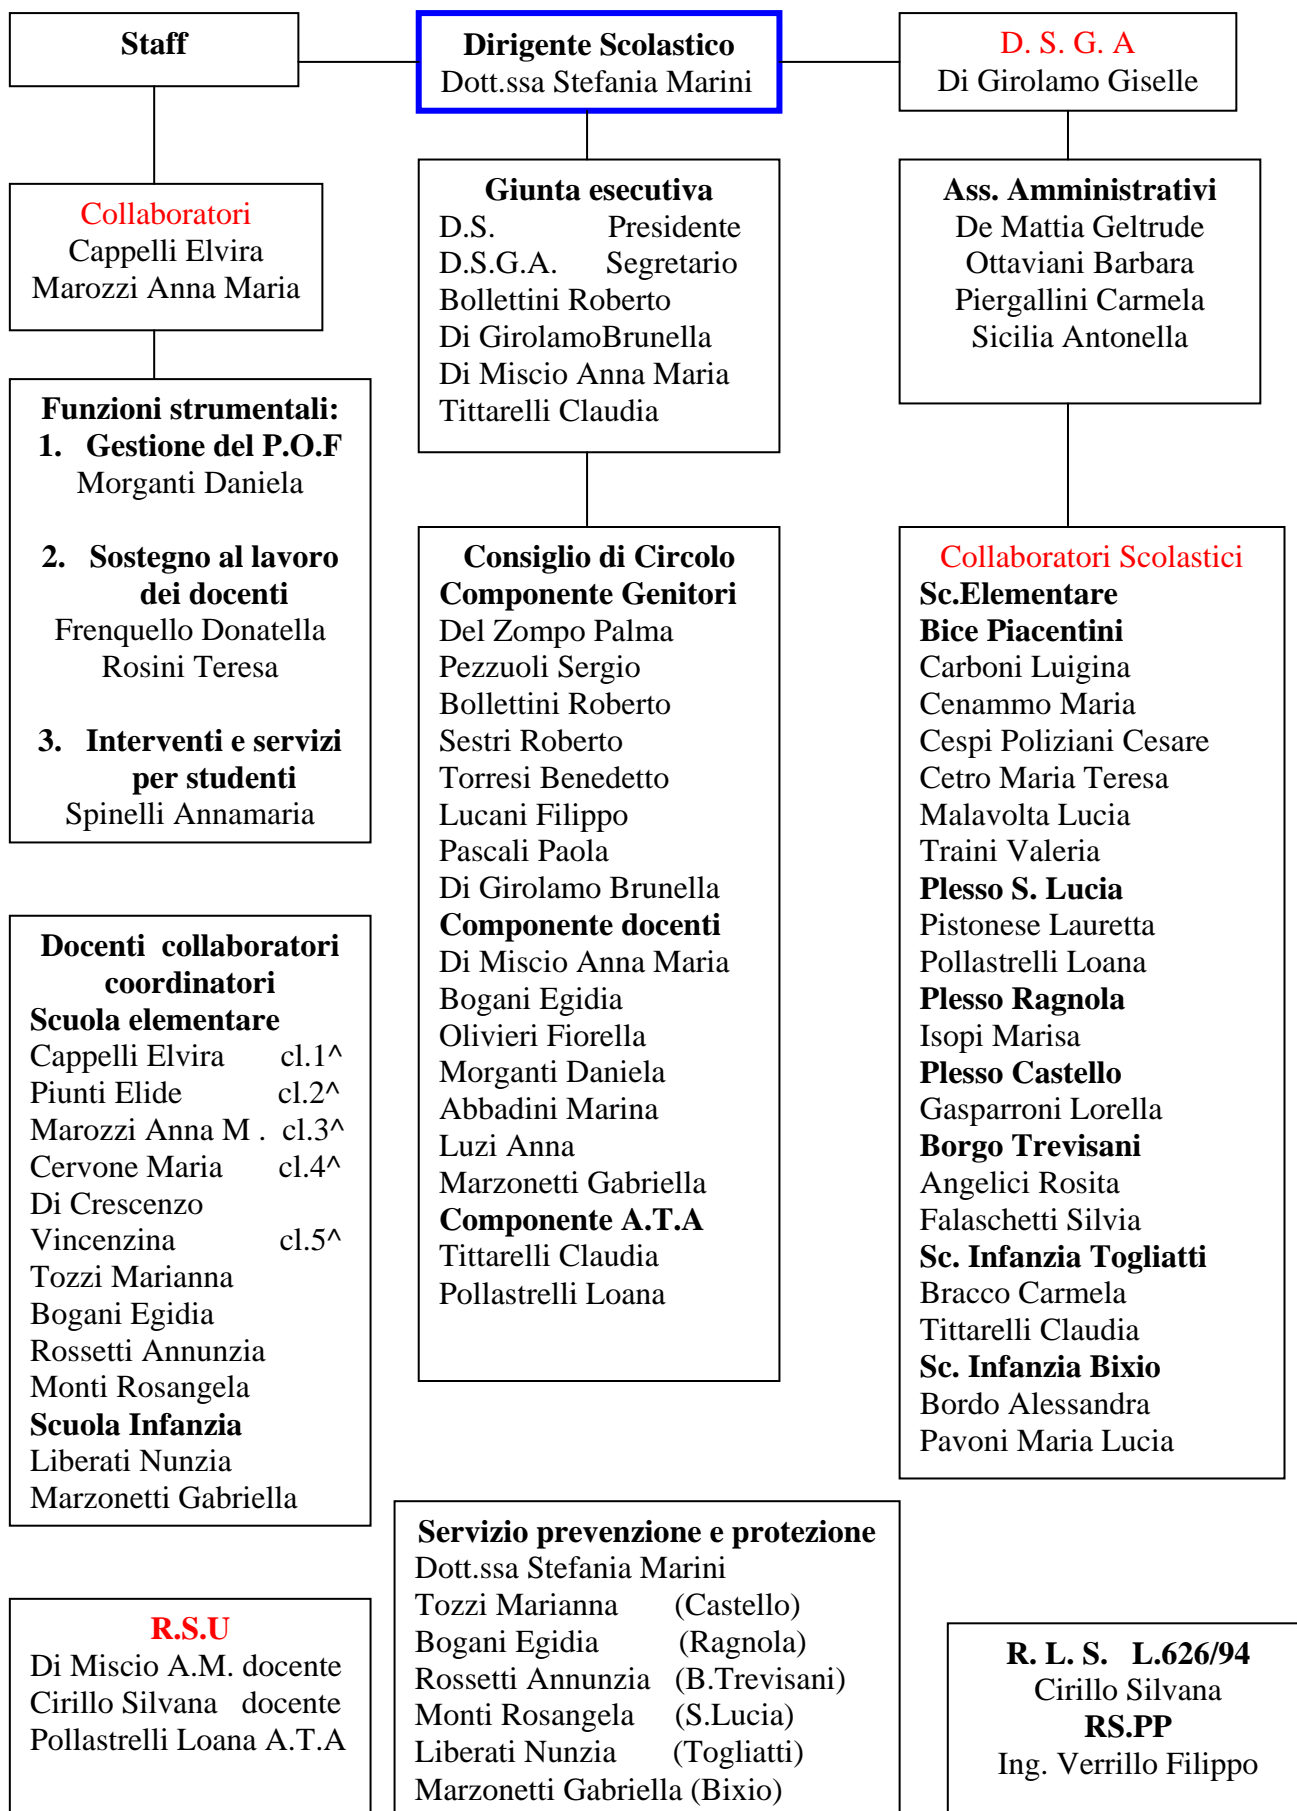 Staff
Dirigente Scolastico
Dott.ssa Stefania Marini
D. S. G. A
Di Girolamo Giselle
Collaboratori
Cappelli Elvira
Marozzi Anna Maria
Giunta esecutiva
D.S. Presidente
D.S.G.A. Segretario
Bollettini Roberto
Di GirolamoBrunella
Di Miscio Anna Maria
Tittarelli Claudia
Ass. Amministrativi
De Mattia Geltrude
Ottaviani Barbara
Piergallini Carmela
Sicilia Antonella
Funzioni strumentali:
1. Gestione del P.O.F
Morganti Daniela
2. Sostegno al lavoro
dei docenti
Frenquello Donatella
Rosini Teresa
3. Interventi e servizi
per studenti
Spinelli Annamaria
Consiglio di Circolo
Componente Genitori
Del Zompo Palma
Pezzuoli Sergio
Bollettini Roberto
Sestri Roberto
Torresi Benedetto
Lucani Filippo
Pascali Paola
Di Girolamo Brunella
Componente docenti
Di Miscio Anna Maria
Bogani Egidia
Olivieri Fiorella
Morganti Daniela
Abbadini Marina
Luzi Anna
Marzonetti Gabriella
Componente A.T.A
Tittarelli Claudia
Pollastrelli Loana
Collaboratori Scolastici
Sc.Elementare
Bice Piacentini
Carboni Luigina
Cenammo Maria
Cespi Poliziani Cesare
Cetro Maria Teresa
Malavolta Lucia
Traini Valeria
Plesso S. Lucia
Pistonese Lauretta
Pollastrelli Loana
Plesso Ragnola
Isopi Marisa
Plesso Castello
Gasparroni Lorella
Borgo Trevisani
Angelici Rosita
Falaschetti Silvia
Sc. Infanzia Togliatti
Bracco Carmela
Tittarelli Claudia
Sc. Infanzia Bixio
Bordo Alessandra
Pavoni Maria Lucia
Docenti collaboratori
coordinatori
Scuola elementare
Cappelli Elvira cl.1^
Piunti Elide cl.2^
Marozzi Anna M . cl.3^
Cervone Maria cl.4^
Di Crescenzo
Vincenzina cl.5^
Tozzi Marianna
Bogani Egidia
Rossetti Annunzia
Monti Rosangela
Scuola Infanzia
Liberati Nunzia
Marzonetti Gabriella
Servizio prevenzione e protezione
Dott.ssa Stefania Marini
Tozzi Marianna (Castello)
Bogani Egidia (Ragnola)
Rossetti Annunzia (B.Trevisani)
Monti Rosangela (S.Lucia)
Liberati Nunzia (Togliatti)
Marzonetti Gabriella (Bixio)
R.S.U
Di Miscio A.M. docente
Cirillo Silvana docente
Pollastrelli Loana A.T.A
R. L. S. L.626/94
Cirillo Silvana
RS.PP
Ing. Verrillo Filippo